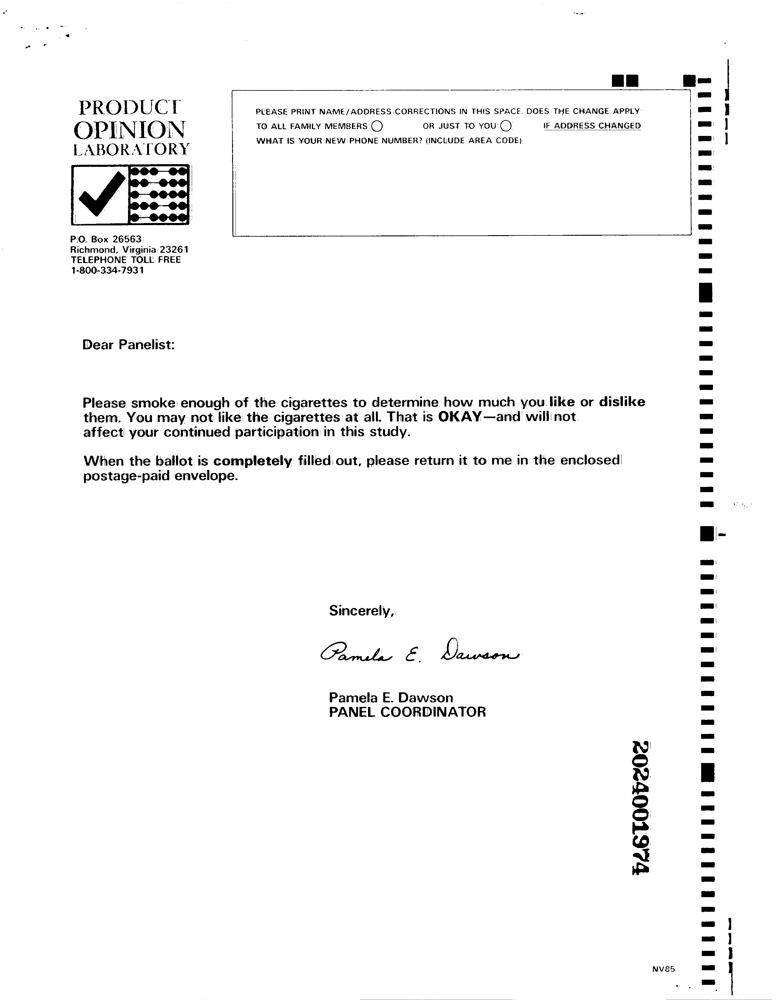 PRODUCT
OPINION
LABORATORY
P.O. Box 26563
Richmond, Virginia 23261
TELEPHONE TOLL FREE
1-800-334-7931
PLEASE PRINT NAME/ADDRESS CORRECTIONS IN THIS SPACE. DOES THE CHANGE APPLY
TO ALL FAMILY MEMBERS OR JUST TO YOU IF ADDRESS CHANGED
WHAT IS YOUR NEW PHONE NUMBER? (INCLUDE AREA CODE)
Dear Panelist:
Please smoke enough of the cigarettes to determine how much you like or dislike
them. You may not like the cigarettes at all. That is OKAY—and will not
affect your continued participation in this study.
When the ballot is completely filled out, please return it to me in the enclosed
postage-paid envelope.
Sincerely,
Pamela E. Dawson
Pamela E. Dawson
PANEL COORDINATOR
2024001974
NV85